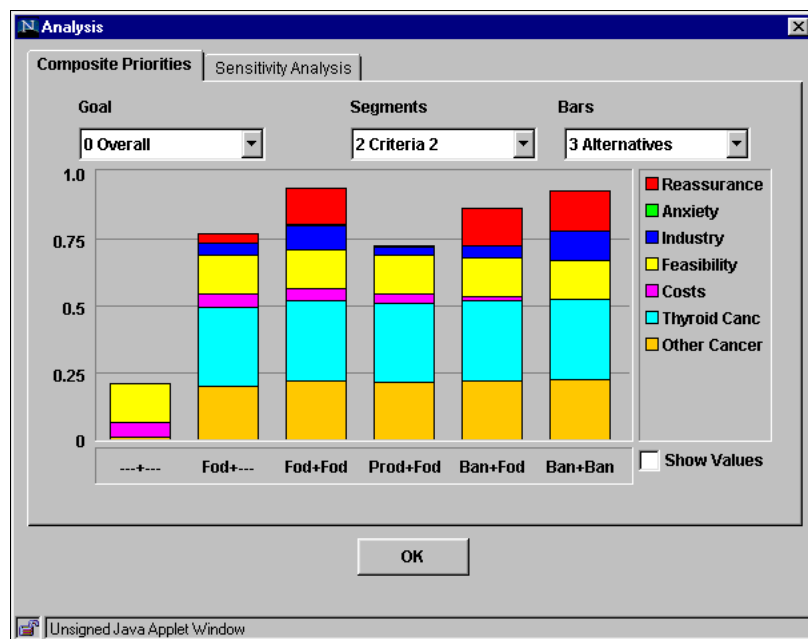 N Analysis
Composite Priorities Sensitivity Analysis
Goal Segments Bars
0 Overall 2 Criteria 2 3 Alternatives
1.0
0.75
0.5
0.25
0
Reassurance
Anxiety
Industry
Feasibility
Costs
Thyroid Canc
Other Cancer
---+--- Fod+--- Fod+Fod Prod+Fod Ban+Fod Ban+Ban
Show Values
OK
Unsigned Java Applet Window